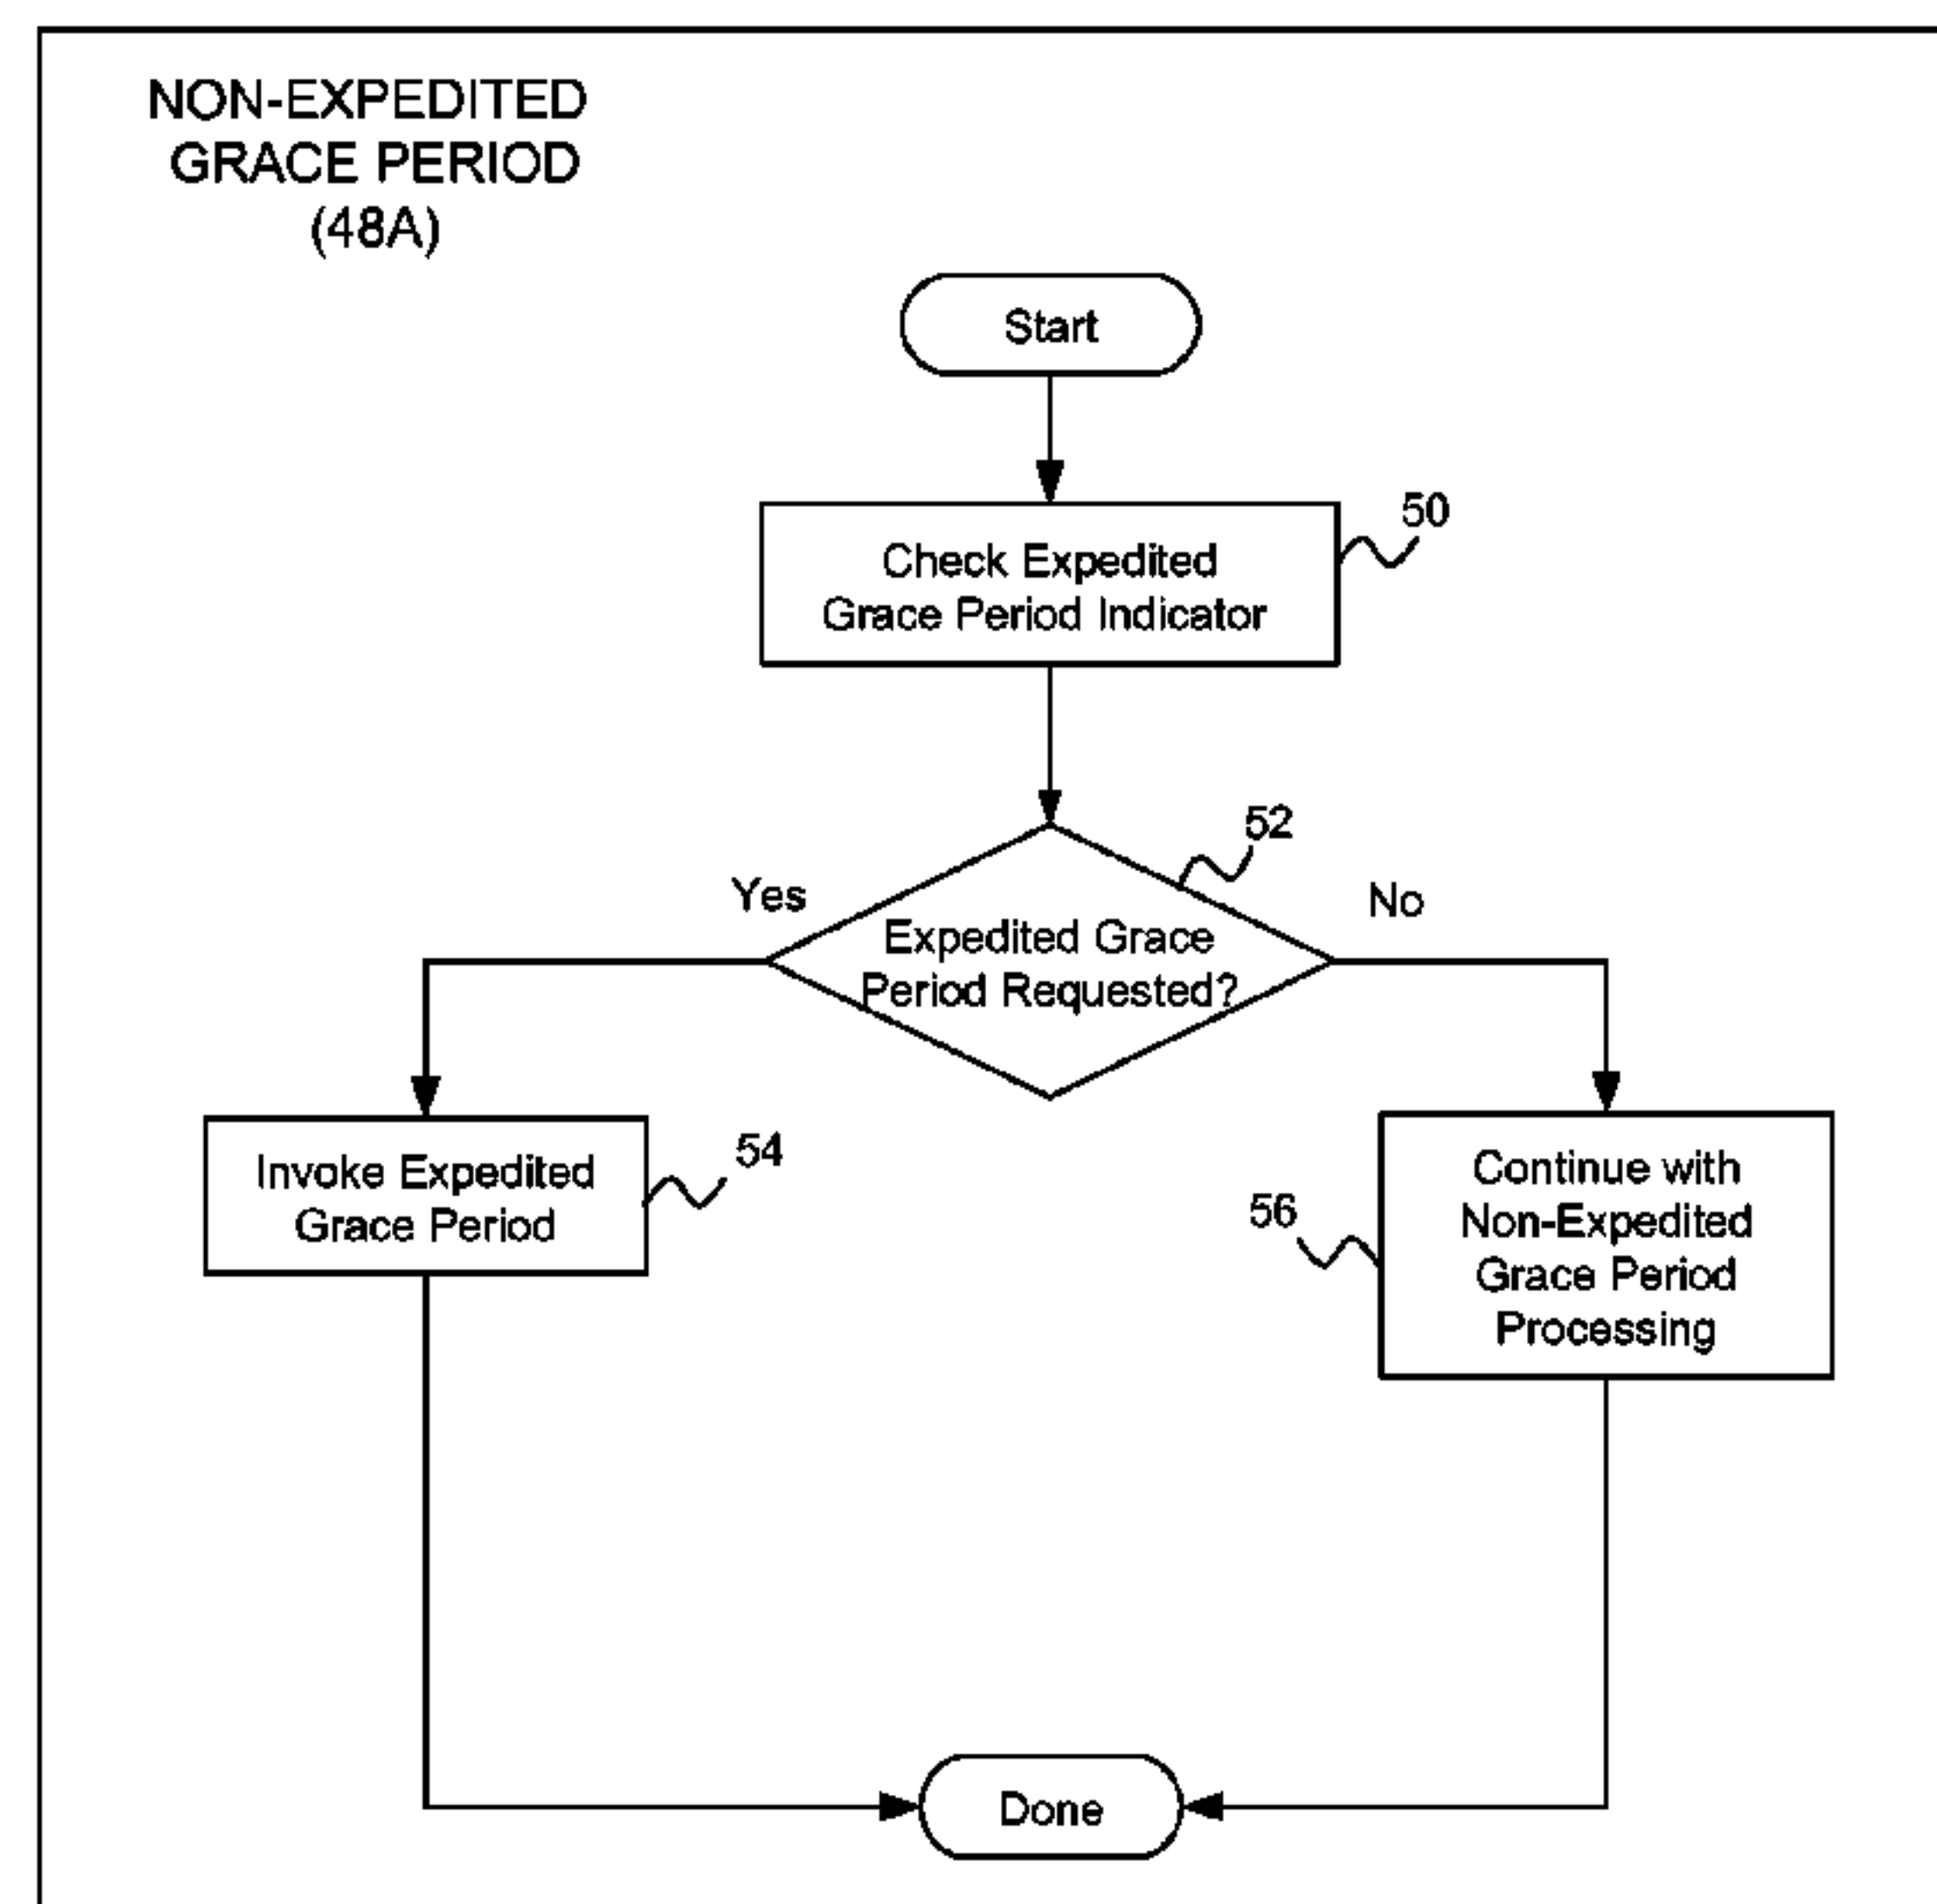 NON-EXPEDITED
GRACE PERIOD
(48A)
Start
50
Check Expedited
Grace Period Indicator
52
Yes
No
Expedited Grace
Period Requested?
54
Invoke Expedited
Grace Period
56
Continue with
Non-Expedited
Grace Period
Processing
Done